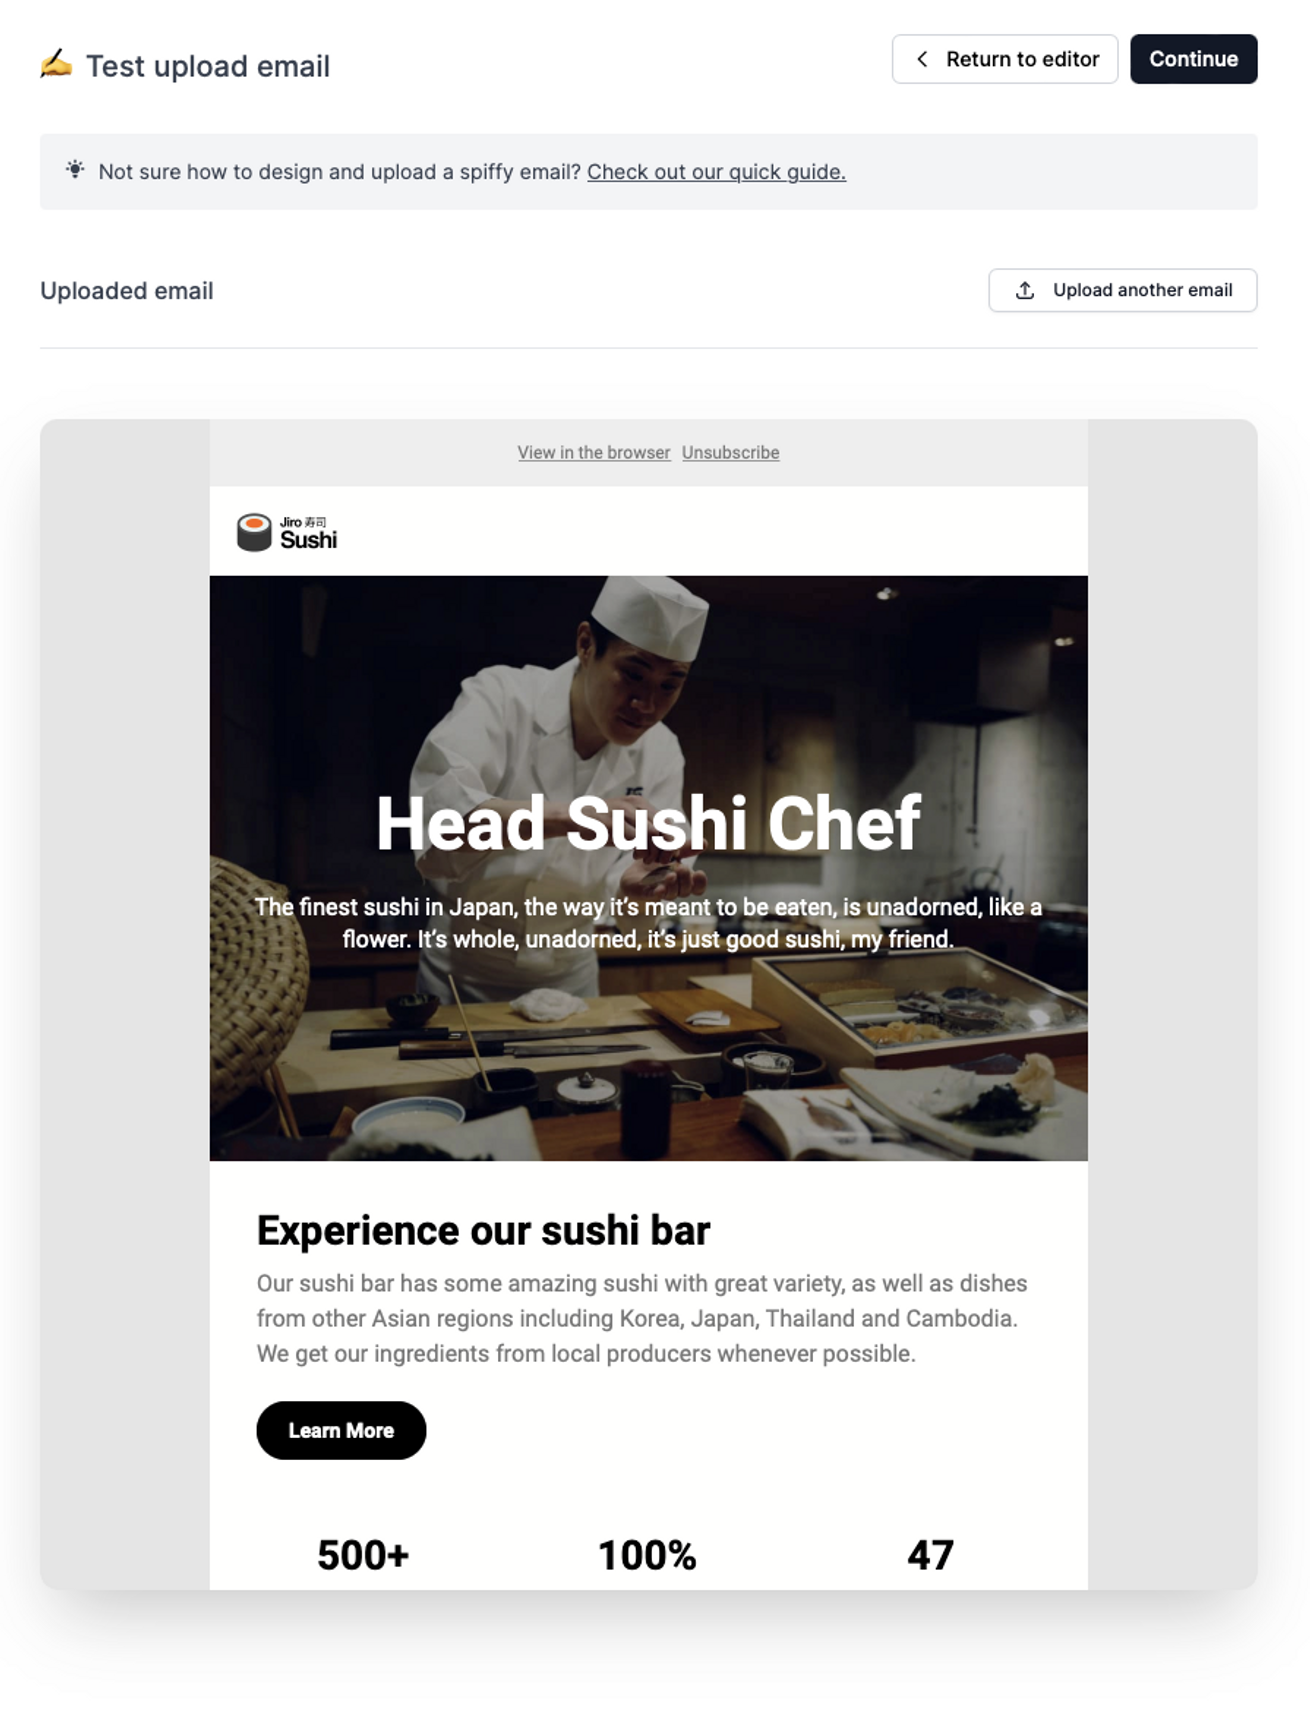 Test upload email
Return to editor
Continue
Not sure how to design and upload a spiffy email? Check out our quick guide.
Uploaded email
Upload another email
View in the browser Unsubscribe
Jiro 寿司
Sushi
Head Sushi Chef
The finest sushi in Japan, the way it’s meant to be eaten, is unadorned, like a
flower. It’s whole, unadorned, it’s just good sushi, my friend.
Experience our sushi bar
Our sushi bar has some amazing sushi with great variety, as well as dishes
from other Asian regions including Korea, Japan, Thailand and Cambodia.
We get our ingredients from local producers whenever possible.
Learn More
500+ 100% 47